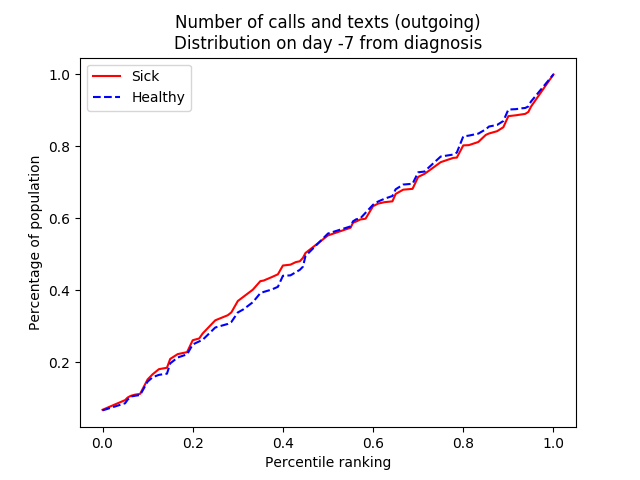 Number of calls and texts (outgoing)
Distribution on day -7 from diagnosis
Sick
Healthy
Percentage of population
1.0
0.8
0.6
0.4
0.2
0.0 0.2 0.4 0.6 0.8 1.0
Percentile ranking